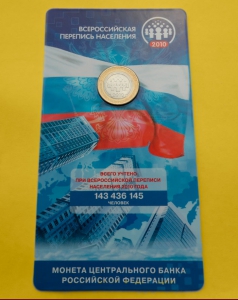 ВСЕРОССИЙСКАЯ
ПЕРЕПИСЬ НАСЕЛЕНИЯ
2010
ВСЕГО УЧТЕНО
ПРИ ВСЕРОССИЙСКОЙ ПЕРЕПИСИ
НАСЕЛЕНИЯ 2010 ГОДА
143 436 145
ЧЕЛОВЕК
МОНЕТА ЦЕНТРАЛЬНОГО БАНКА
РОССИЙСКОЙ ФЕДЕРАЦИИ